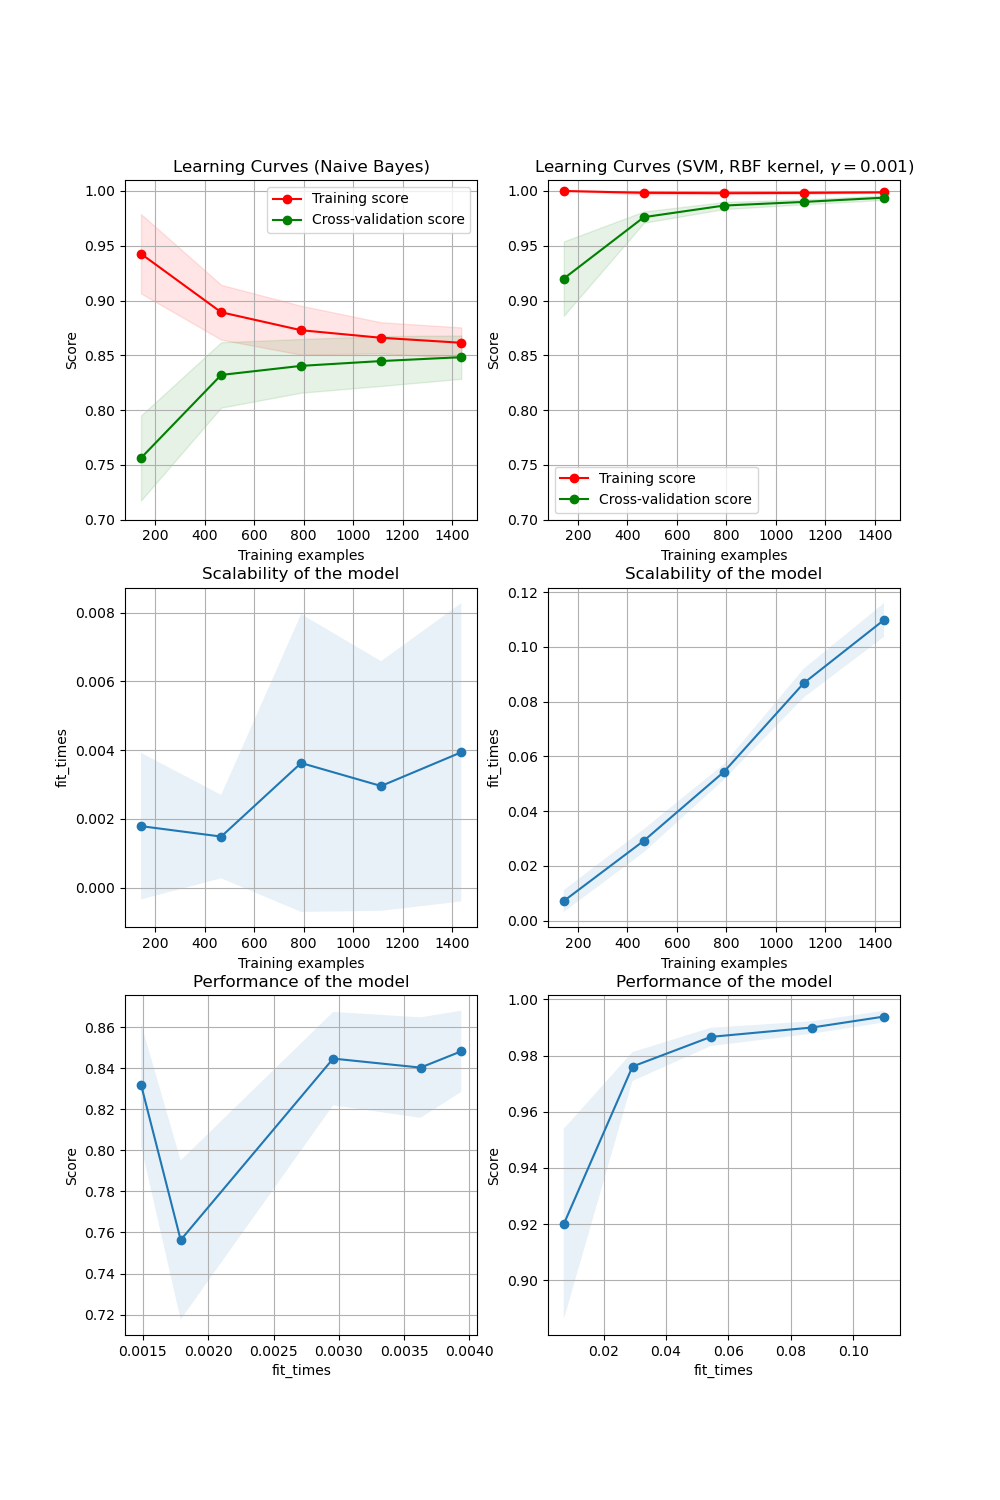 Learning Curves (Naive Bayes)
1.00
0.95
0.90
0.85
0.80
0.75
0.70
Score
Training score
Cross-validation score
200 400 600 800 1000 1200 1400
Training examples
Learning Curves (SVM, RBF kernel, γ = 0.001)
1.00
0.95
0.90
0.85
0.80
0.75
0.70
Score
Training score
Cross-validation score
200 400 600 800 1000 1200 1400
Training examples
Scalability of the model
0.008
0.006
0.004
0.002
0.000
fit_times
200 400 600 800 1000 1200 1400
Training examples
Scalability of the model
0.12
0.10
0.08
0.06
0.04
0.02
0.00
fit_times
200 400 600 800 1000 1200 1400
Training examples
Performance of the model
0.86
0.84
0.82
0.80
0.78
0.76
0.74
0.72
Score
0.0015 0.0020 0.0025 0.0030 0.0035 0.0040
fit_times
Performance of the model
1.00
0.98
0.96
0.94
0.92
0.90
Score
0.02 0.04 0.06 0.08 0.10
fit_times